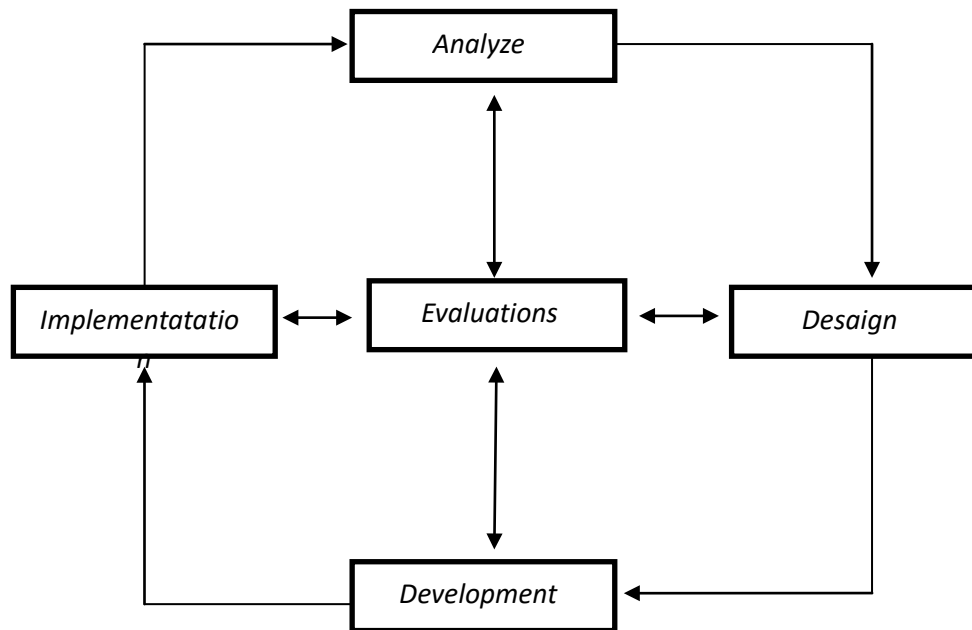 Analyze
Implementatatio
n
Evaluations
Desaign
Development